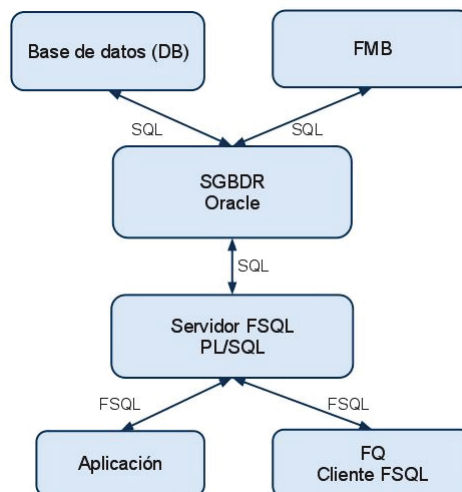 Base de datos (DB)
FMB
SQL
SQL
SGBDR
Oracle
SQL
Servidor FSQL
PL/SQL
FSQL
FSQL
Aplicación
FQ
Cliente FSQL